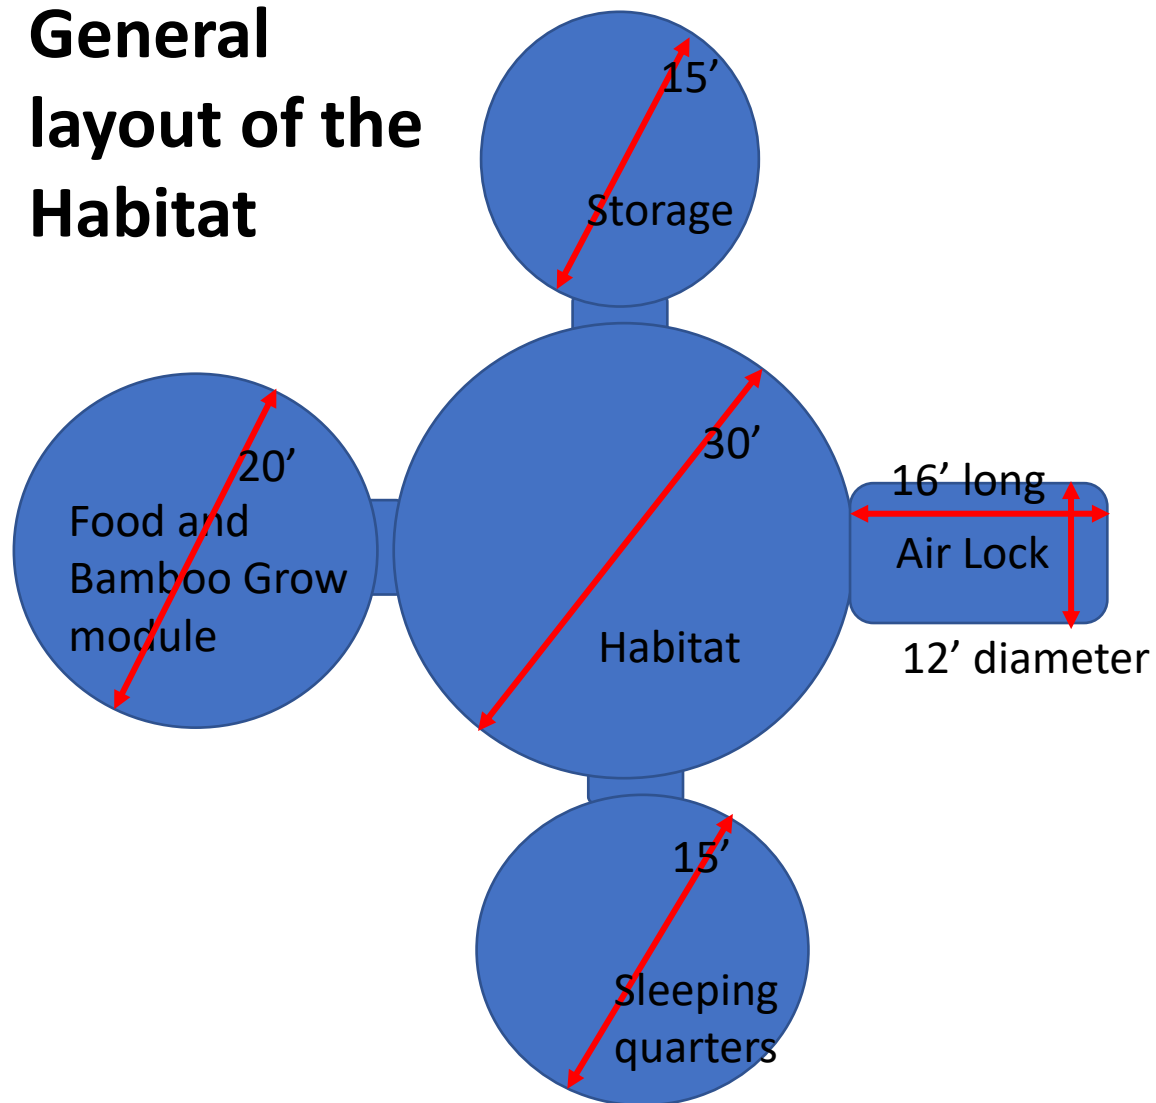 General
layout of the
Habitat
15’
Storage
20’
Food and
Bamboo Grow
module
30’
Habitat
16’ long
Air Lock
12’ diameter
15’
Sleeping
quarters